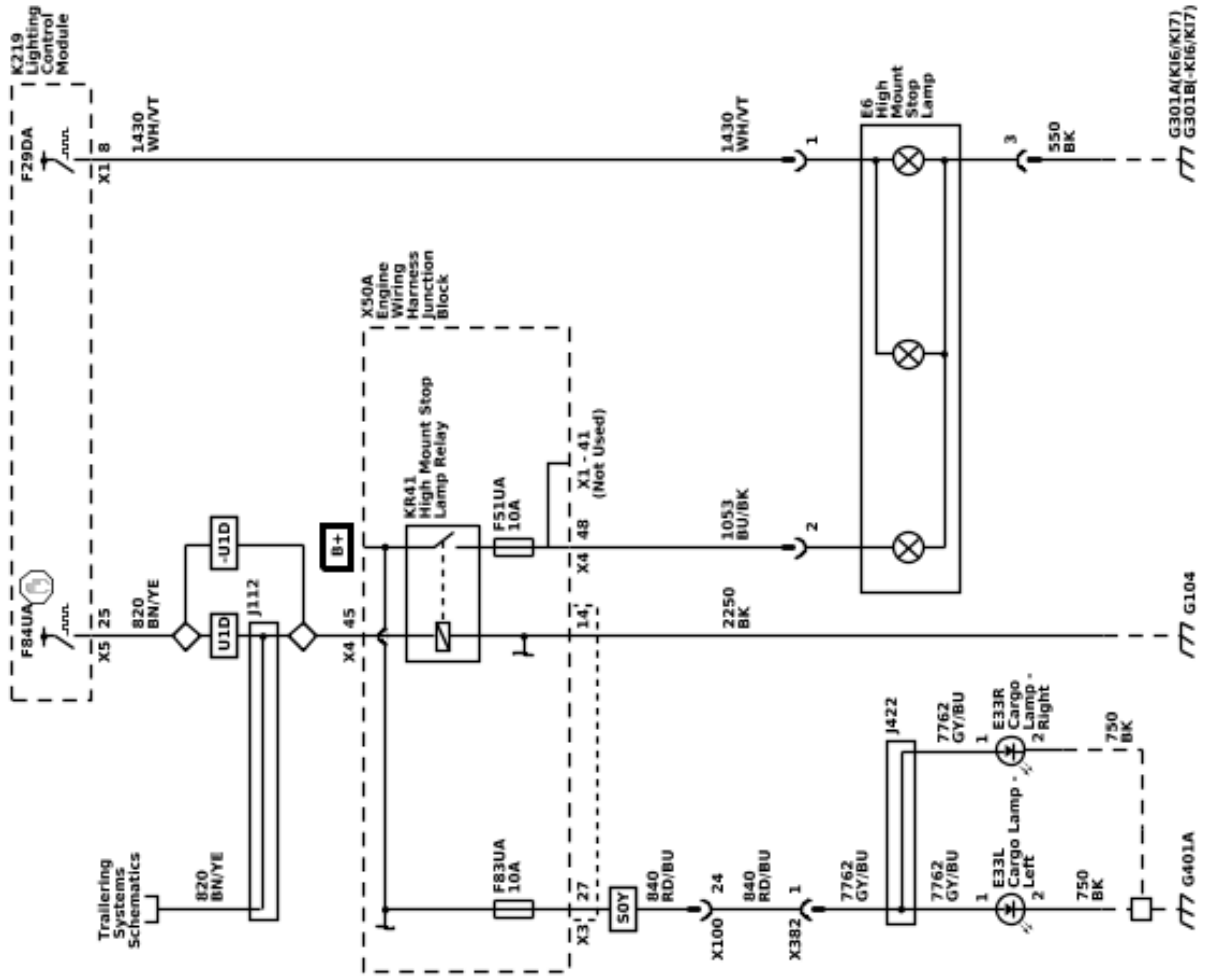 K219
Lighting
Control
Module
F84UA
F29DA
X5 25
X1 8
820
BN/YE
1430
WH/VT
U1D
-U1D
J112
Trailering
Systems
Schematics
820
BN/YE
B+
X50A
Engine
Wiring
Harness
Junction
Block
X4 45
KR41
High Mount Stop
Lamp Relay
F83UA
10A
F51UA
10A
X3 27
14
X4 48
X1 - 41
(Not Used)
S0Y
840
RD/BU
X100 24
840
RD/BU
X382 1
7762
GY/BU
J422
7762
GY/BU
7762
GY/BU
1
E33L
Cargo Lamp -
Left
2
1
E33R
Cargo
Lamp -
Right
2
750
BK
750
BK
G401A
2250
BK
G104
1053
BU/BK
2
1430
WH/VT
1
E6
High
Mount
Stop
Lamp
3
550
BK
G301A(KI6/KI7)
G301B(-KI6/KI7)